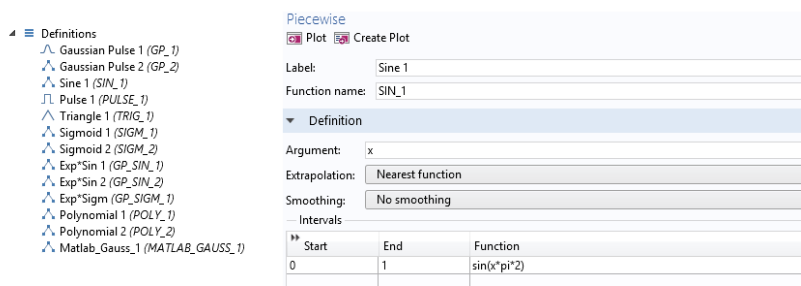 Definitions
Gaussian Pulse 1 (GP_1)
Gaussian Pulse 2 (GP_2)
Sine 1 (SIN_1)
Pulse 1 (PULSE_1)
Triangle 1 (TRIG_1)
Sigmoid 1 (SIGM_1)
Sigmoid 2 (SIGM_2)
Exp*Sin 1 (GP_SIN_1)
Exp*Sin 2 (GP_SIN_2)
Exp*Sigm (GP_SIGM_1)
Polynomial 1 (POLY_1)
Polynomial 2 (POLY_2)
Matlab_Gauss_1 (MATLAB_GAUSS_1)
Piecewise
Plot Create Plot
Label: Sine 1
Function name: SIN_1
Definition
Argument: x
Extrapolation: Nearest function
Smoothing: No smoothing
Intervals
Start End Function
0 1 sin(x*pi*2)